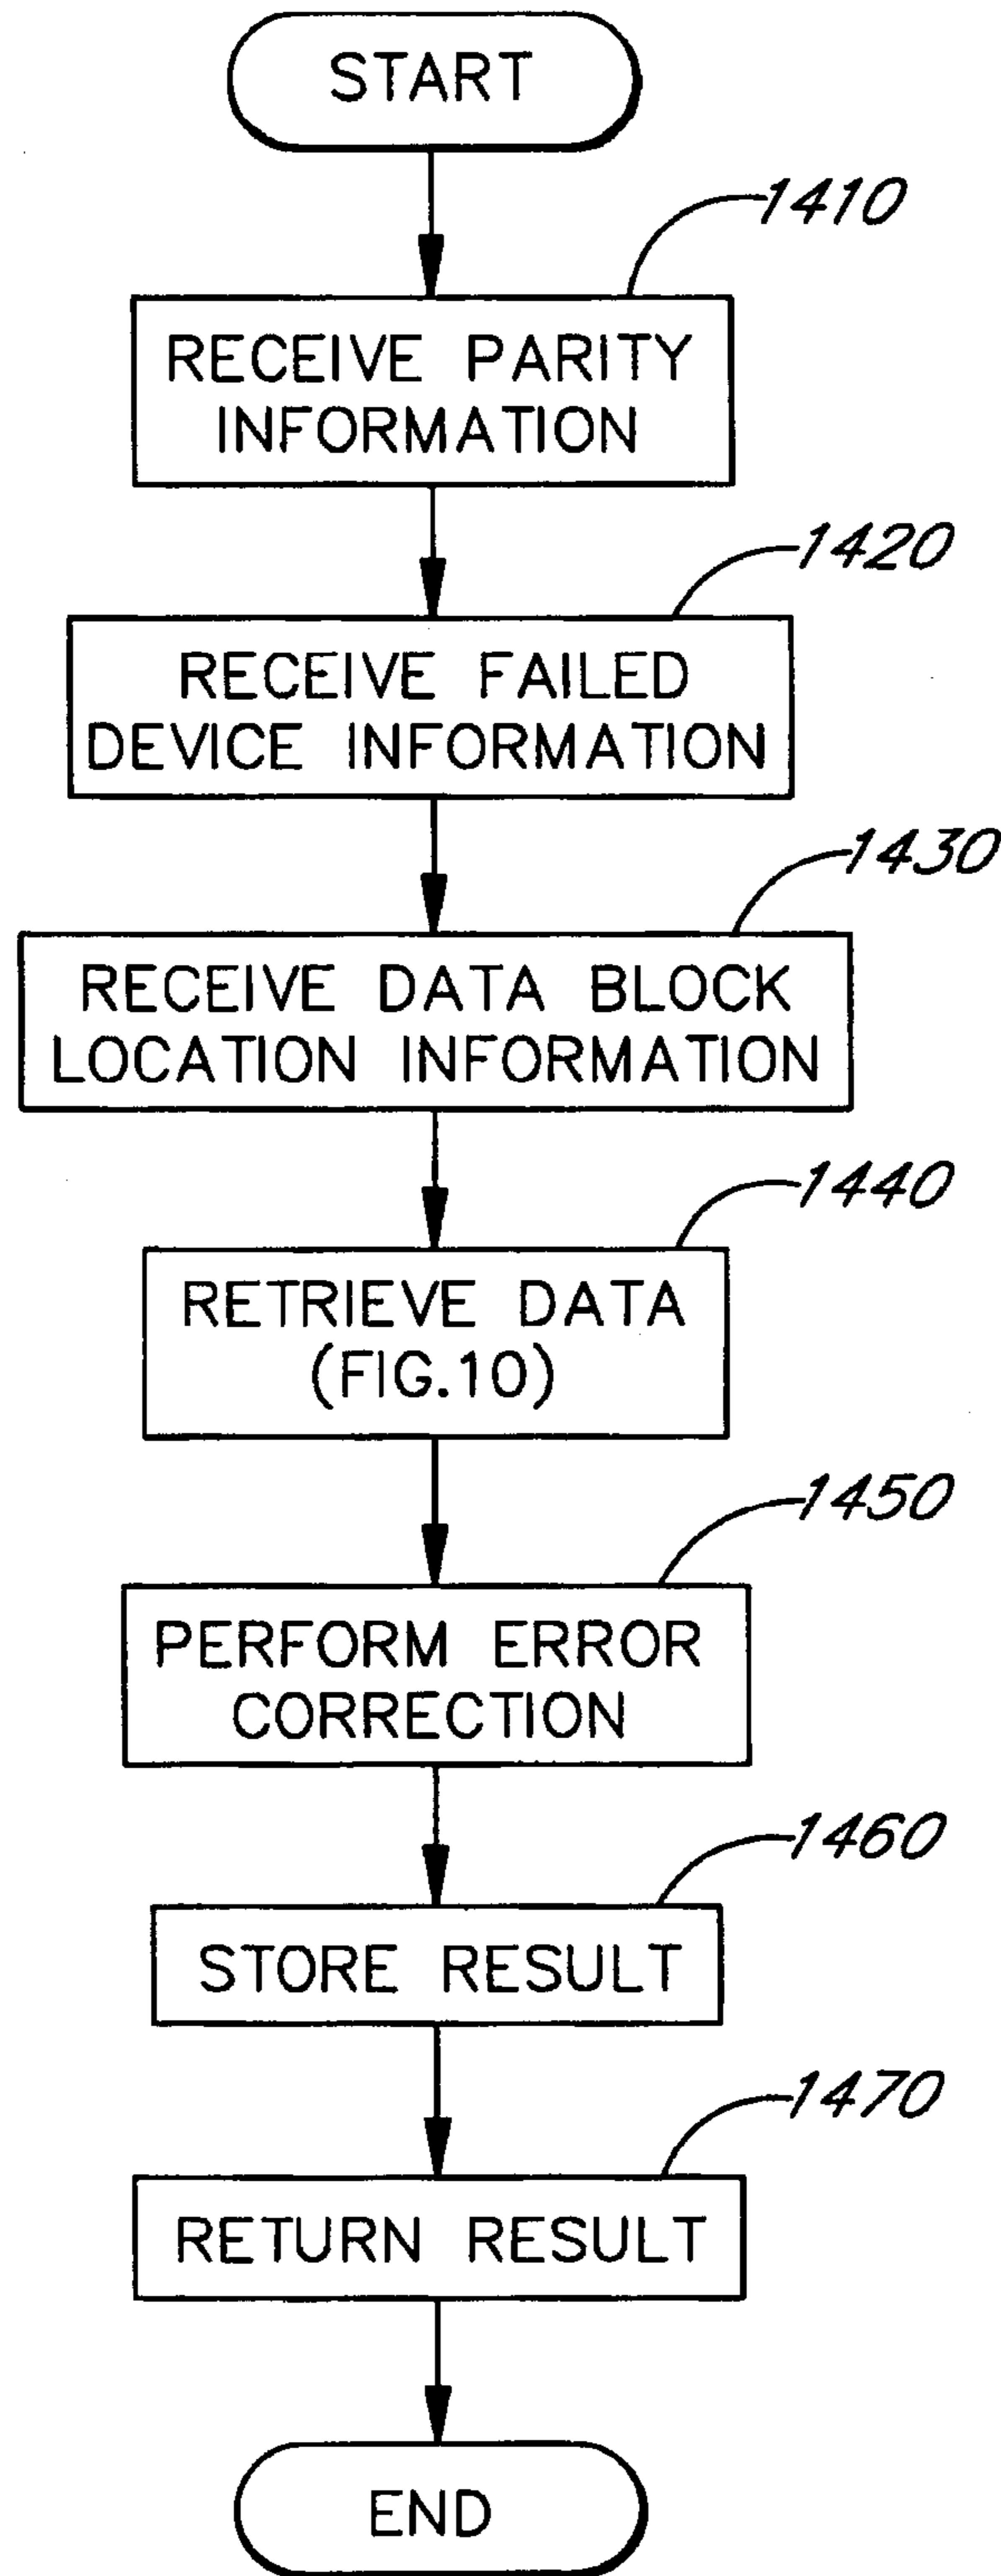 START
1410
RECEIVE PARITY
INFORMATION
1420
RECEIVE FAILED
DEVICE INFORMATION
1430
RECEIVE DATA BLOCK
LOCATION INFORMATION
1440
RETRIEVE DATA
(FIG.10)
1450
PERFORM ERROR
CORRECTION
1460
STORE RESULT
1470
RETURN RESULT
END